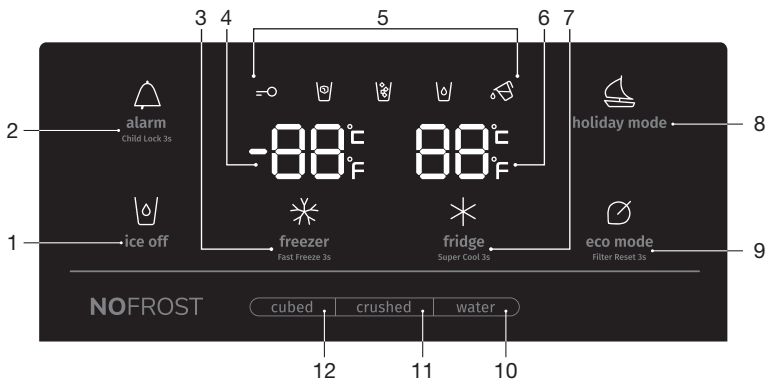 3 4 5 6 7
alarm
Child Lock 3s
2
-88 °C °F
88 °C °F
holiday mode
8
1
ice off
freezer
Fast Freeze 3s
fridge
Super Cool 3s
eco mode
Filter Reset 3s
9
NOFROST
cubed crushed water
12 11 10